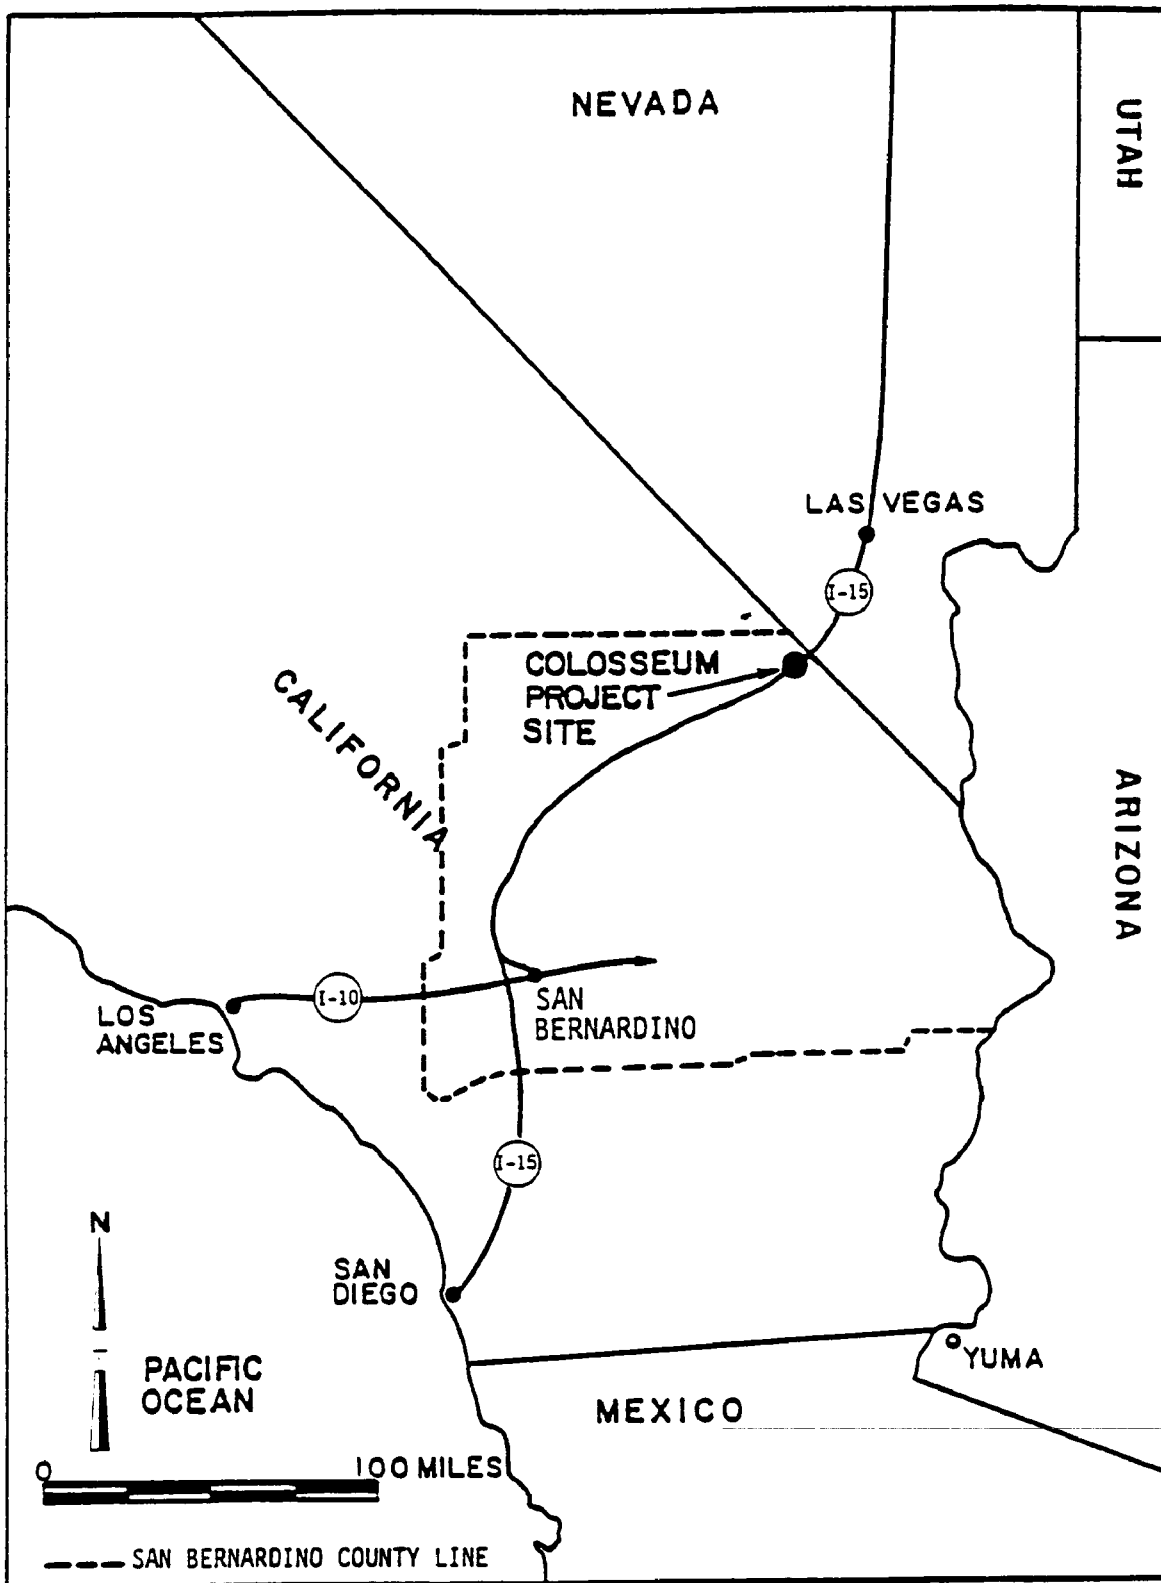 NEVADA
UTAH
LAS VEGAS
I-15
COLOSSEUM
PROJECT
SITE
CALIFORNIA
ARIZONA
I-10
LOS
ANGELES
SAN
BERNARDINO
I-15
N
SAN
DIEGO
PACIFIC
OCEAN
YUMA
MEXICO
0 100 MILES
--- SAN BERNARDINO COUNTY LINE